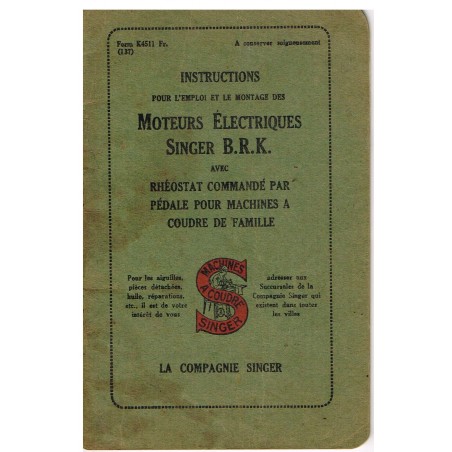 Form K4511 Fr.
(137)
A conserver soigneusement
INSTRUCTIONS
POUR L'EMPLOI ET LE MONTAGE DES
MOTEURS ÉLECTRIQUES
SINGER B.R.K.
AVEC
RHÉOSTAT COMMANDÉ PAR
PÉDALE POUR MACHINES A
COUDRE DE FAMILLE
Pour les aiguilles,
pièces détachées,
huile, réparations,
etc., il est de votre
intérêt de vous
MACHINES
A COUDRE
SINGER
adresser aux
Succursales de la
Compagnie Singer qui
existent dans toutes
les villes
LA COMPAGNIE SINGER